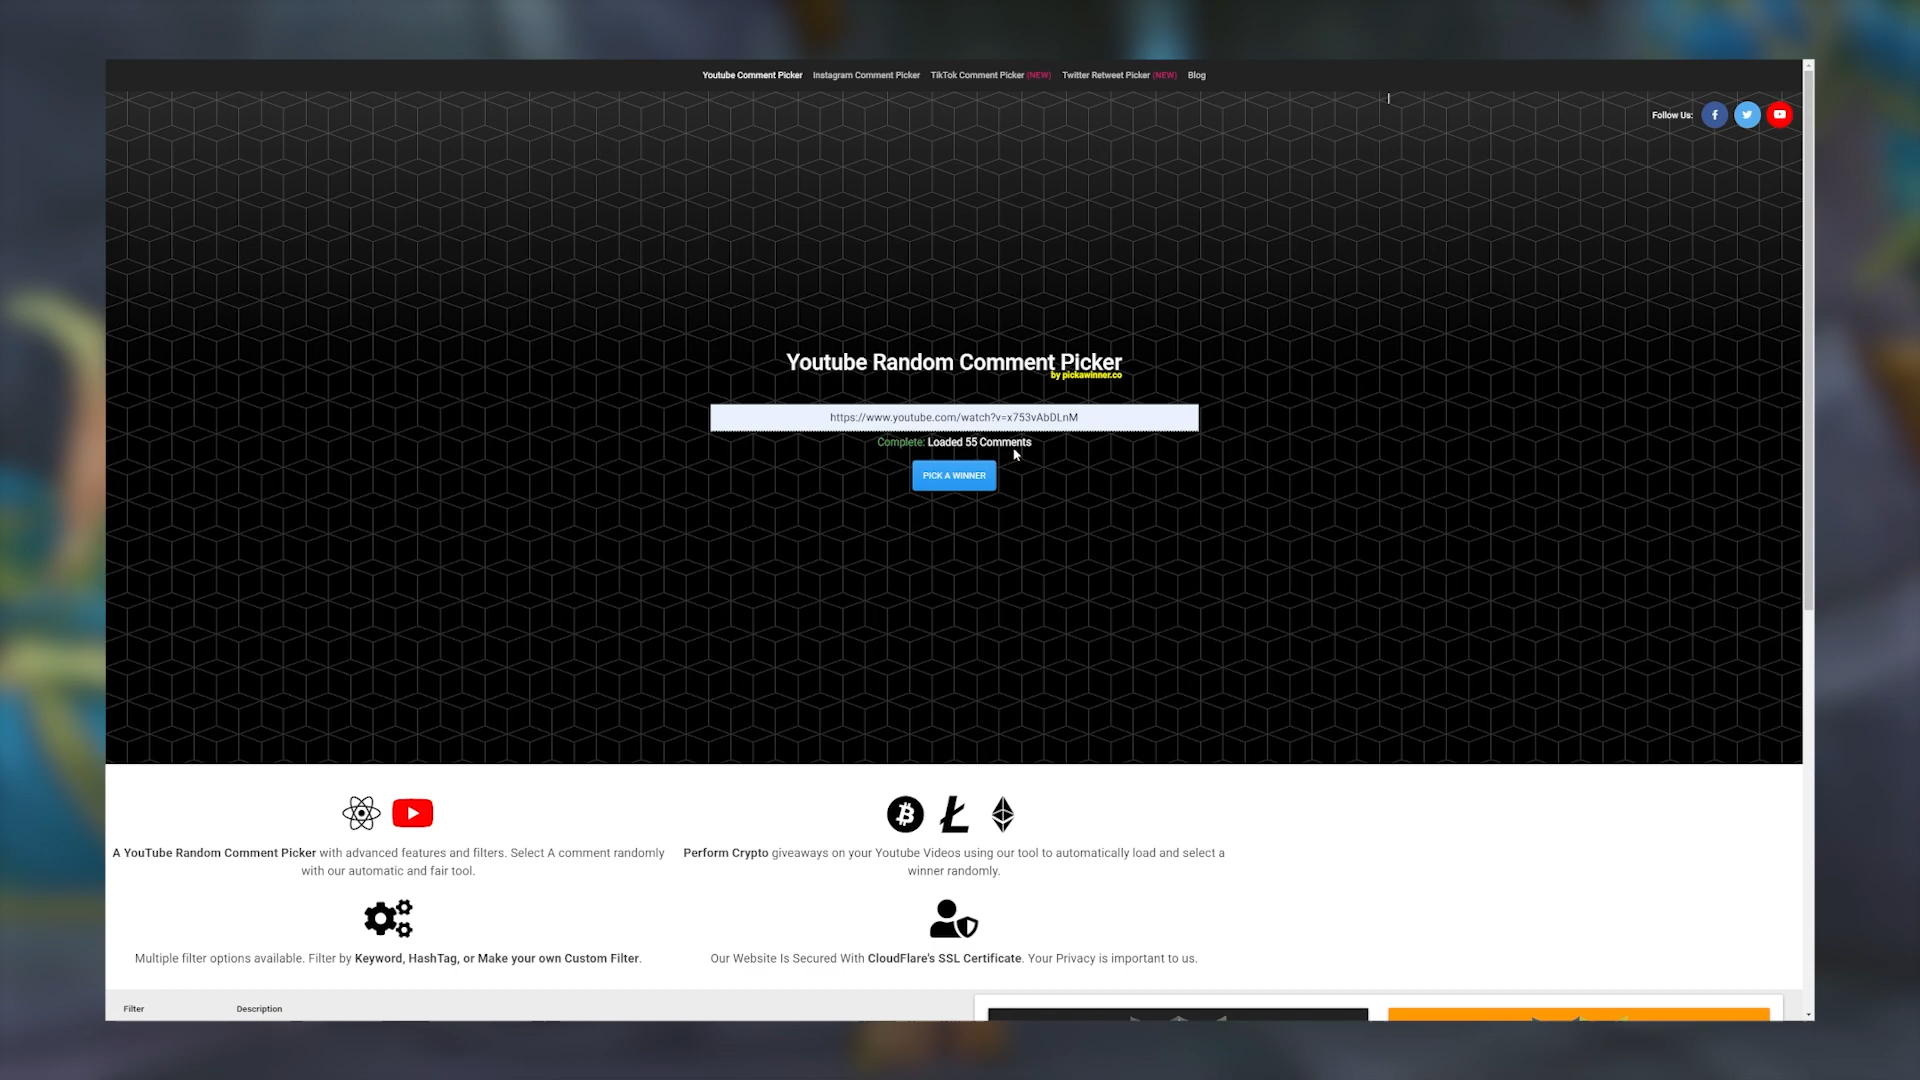 Youtube Comment Picker Instagram Comment Picker TikTok Comment Picker (NEW) Twitter Retweet Picker (NEW) Blog
Follow Us:
Youtube Random Comment Picker
by pickawinner.co
https://www.youtube.com/watch?v=x753vAbDLnM
Complete: Loaded 55 Comments
PICK A WINNER
A YouTube Random Comment Picker with advanced features and filters. Select A comment randomly
with our automatic and fair tool.
Perform Crypto giveaways on your Youtube Videos using our tool to automatically load and select a
winner randomly.
Multiple filter options available. Filter by Keyword, HashTag, or Make your own Custom Filter.
Our Website Is Secured With CloudFlare's SSL Certificate. Your Privacy is important to us.
Filter Description